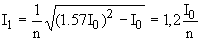 I₁ = 1/n √((1.57I₀)² − I₀) = 1,2 I₀/n